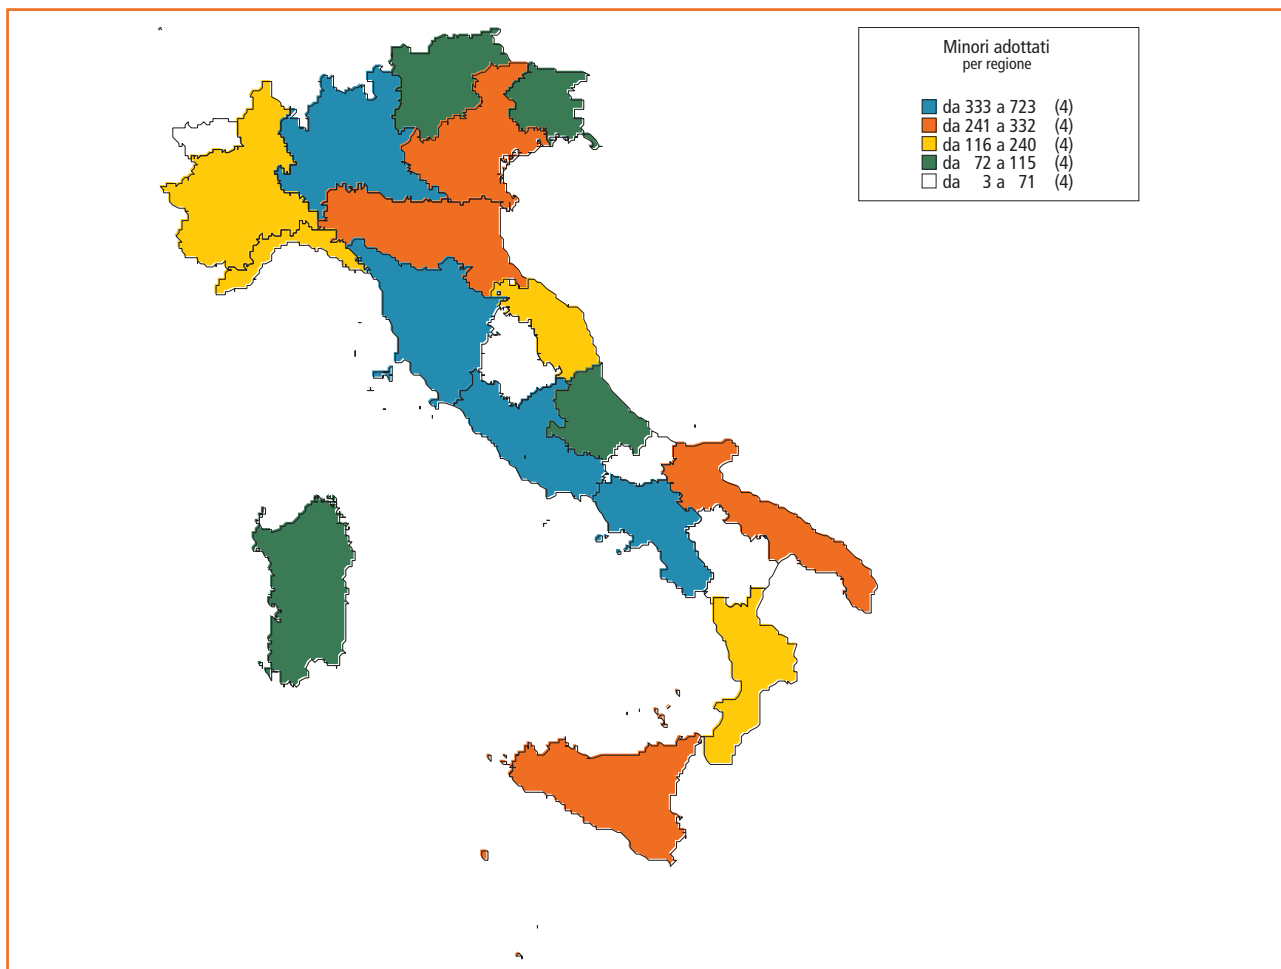 Minori adottati
per regione
da 333 a 723 (4)
da 241 a 332 (4)
da 116 a 240 (4)
da 72 a 115 (4)
da 3 a 71 (4)